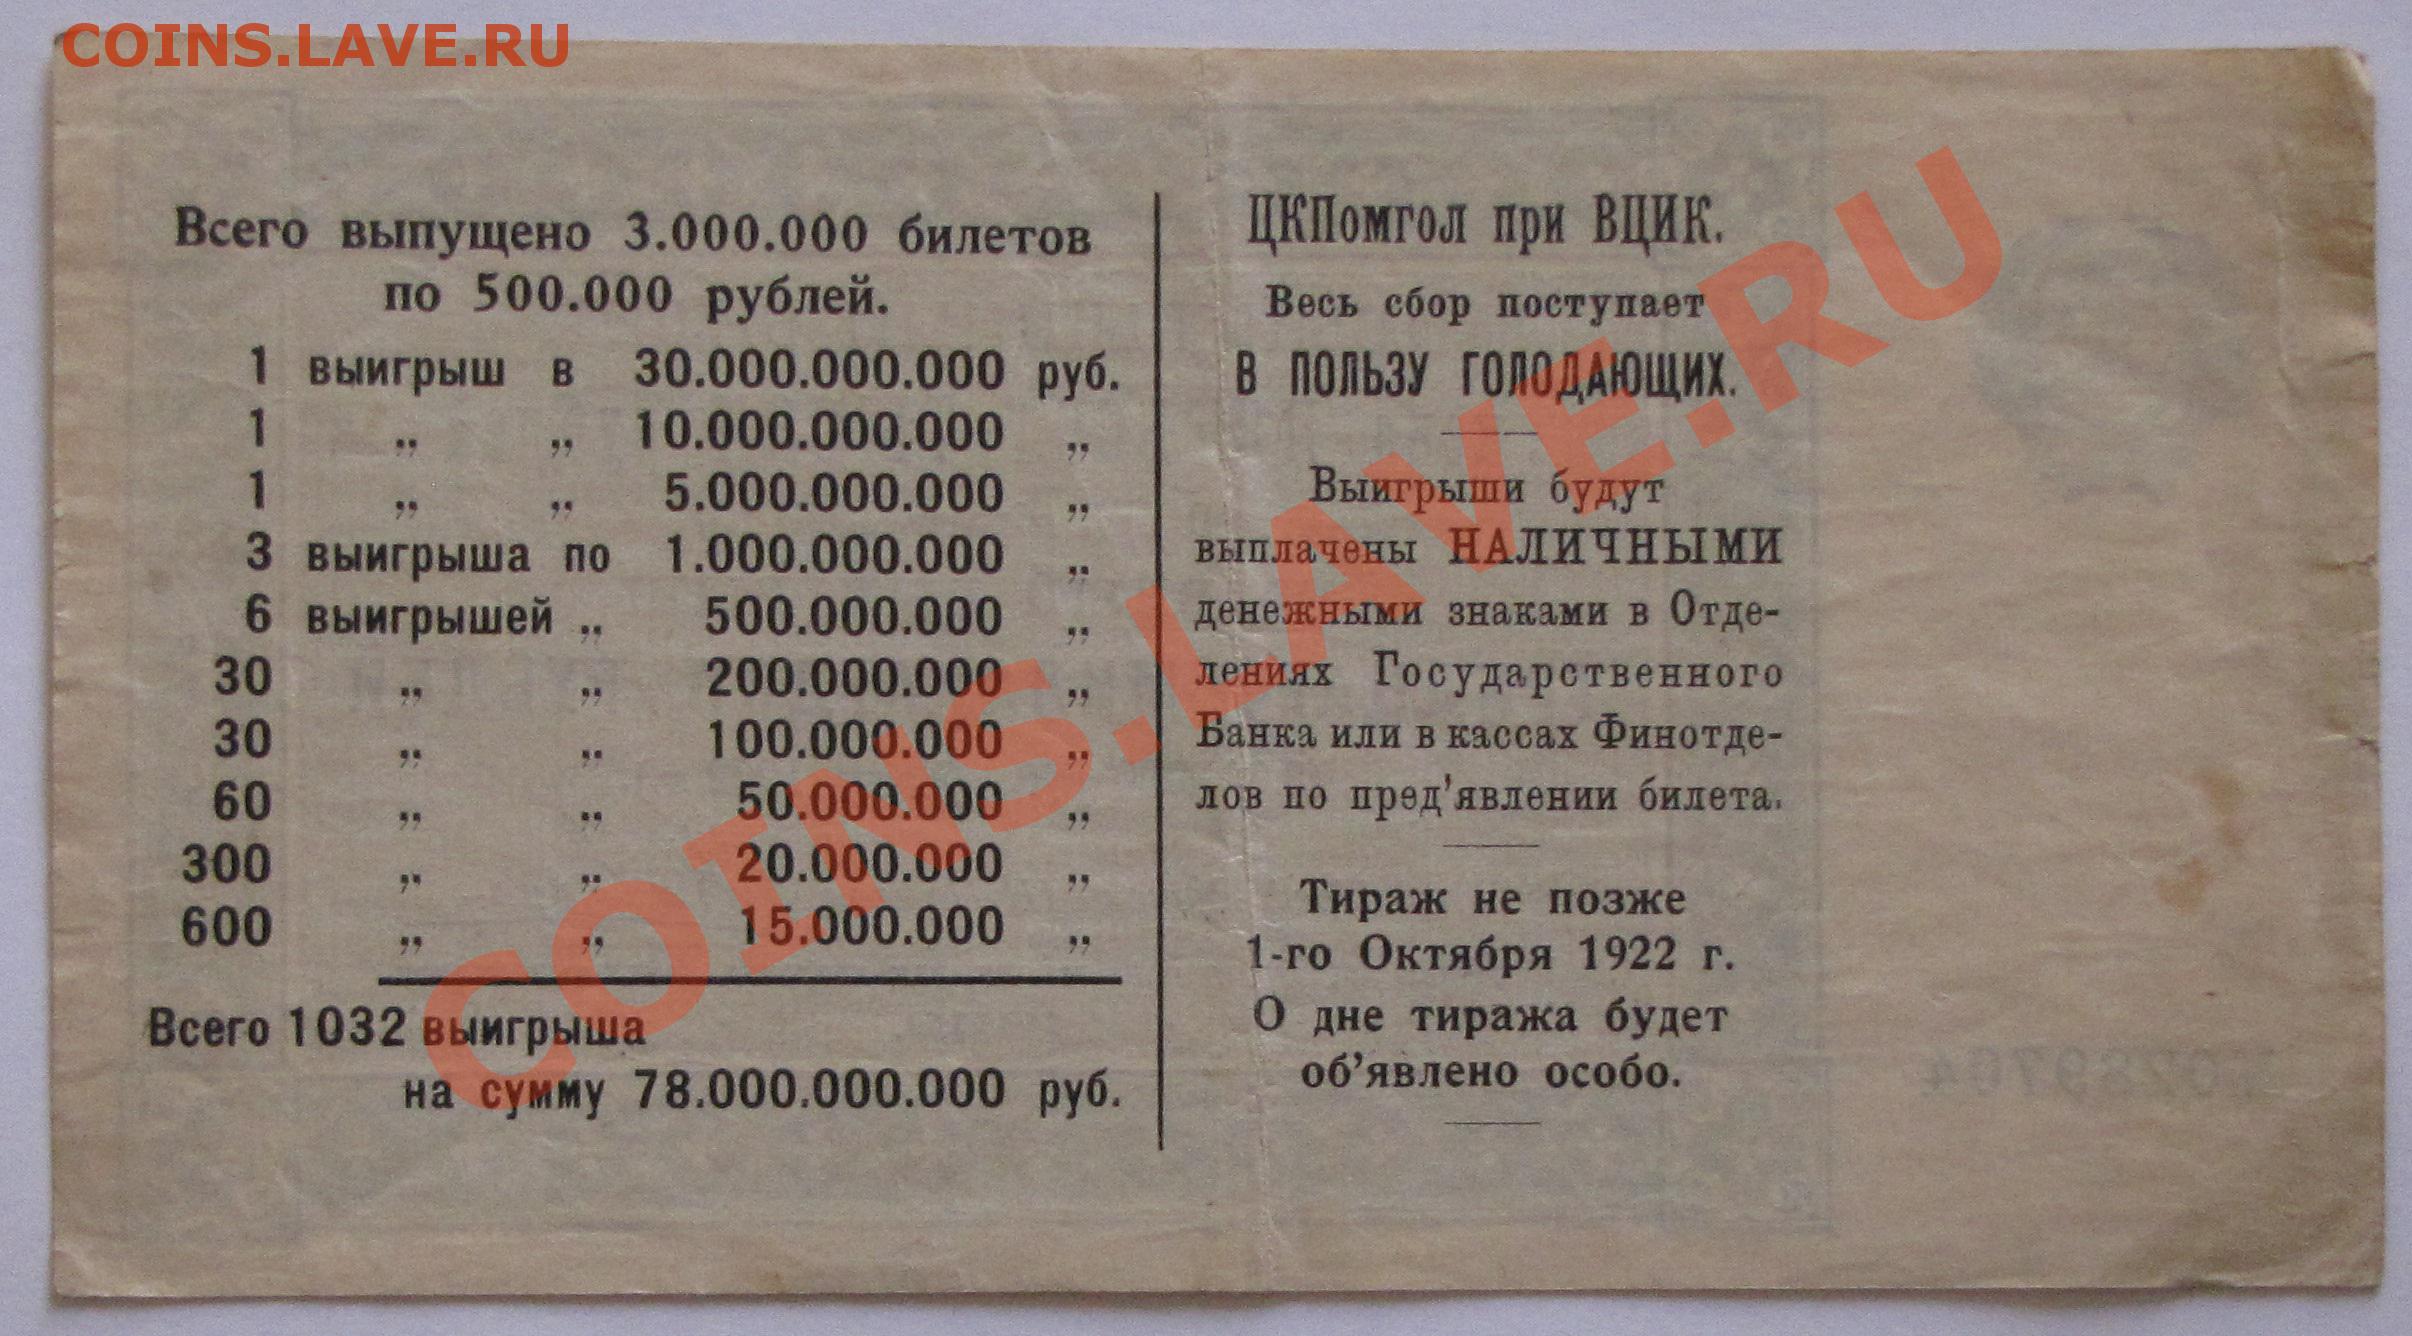 COINS.LAVE.RU
Всего выпущено 3.000.000 билетов
по 500.000 рублей.
1 выигрыш в 30.000.000.000 руб.
1 „ „ 10.000.000.000 „
1 „ „ 5.000.000.000 „
3 выигрыша по 1.000.000.000 „
6 выигрышей „ 500.000.000 „
30 „ „ 200.000.000 „
30 „ „ 100.000.000 „
60 „ „ 50.000.000 „
300 „ „ 20.000.000 „
600 „ „ 15.000.000 „
Всего 1032 выигрыша
на сумму 78.000.000.000 руб.
ЦКПомгол при ВЦИК.
Весь сбор поступает
В ПОЛЬЗУ ГОЛОДАЮЩИХ.
Выигрыши будут
выплачены НАЛИЧНЫМИ
денежными знаками в Отде-
лениях Государственного
Банка или в кассах Финотде-
лов по пред'явлении билета.
Тираж не позже
1-го Октября 1922 г.
О дне тиража будет
об'явлено особо.
COINS.LAVE.RU